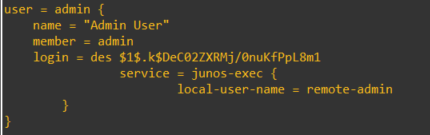 user = admin {
name = "Admin User"
member = admin
login = des $1$.k$DeC02ZXRMj/0nuKfPpL8m1
service = junos-exec {
local-user-name = remote-admin
}
}